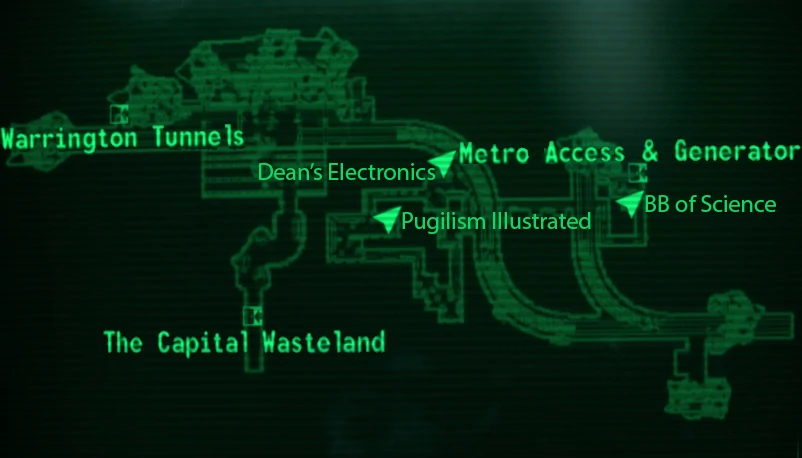 Warrington Tunnels
Metro Access & Generator
Dean's Electronics
BB of Science
Pugilism Illustrated
The Capital Wasteland